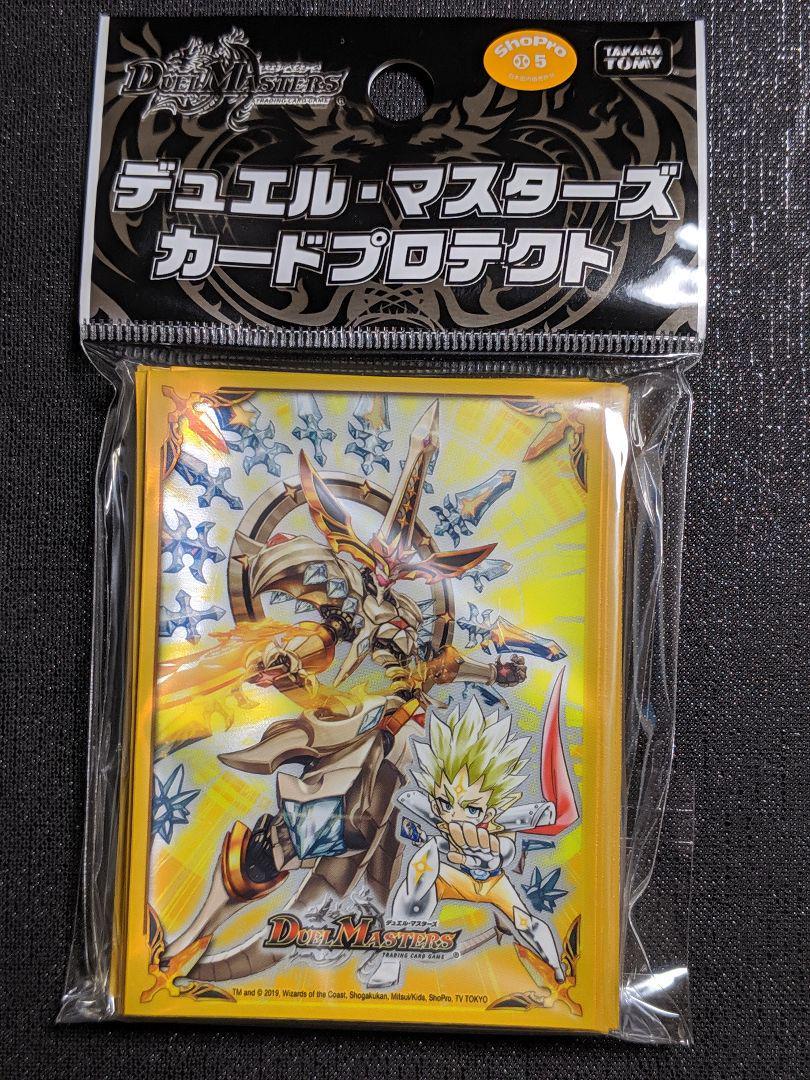 DUEL MASTERS
TRADING CARD GAME
ShoPro
5
TAKARA
TOMY
デュエル・マスターズ
カードプロテクト
デュエル・マスターズ
DUEL MASTERS
TRADING CARD GAME
TM and © 2019, Wizards of the Coast, Shogakukan, Mitsui/Kids, ShoPro, TV TOKYO